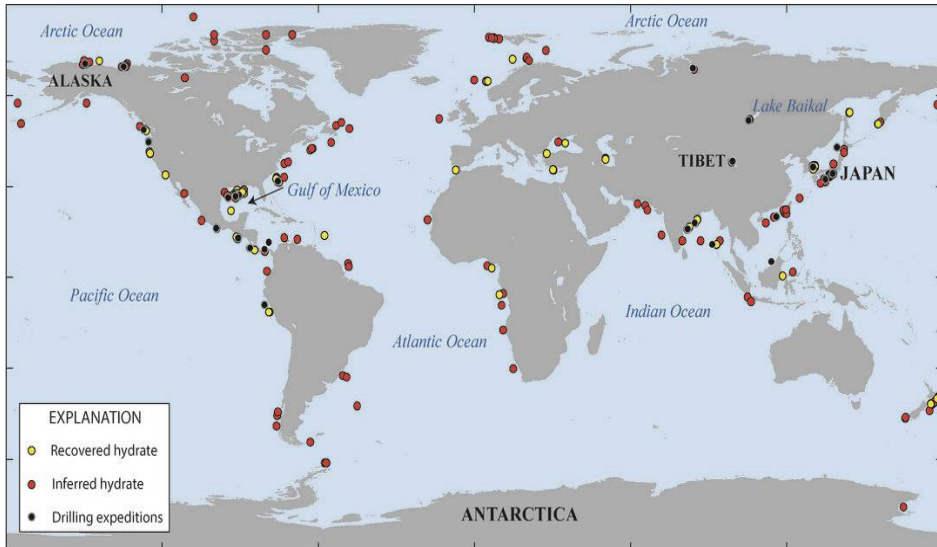 Arctic Ocean
Arctic Ocean
ALASKA
Lake Baikal
TIBET
JAPAN
Gulf of Mexico
Pacific Ocean
Indian Ocean
Atlantic Ocean
EXPLANATION
Recovered hydrate
Inferred hydrate
Drilling expeditions
ANTARCTICA